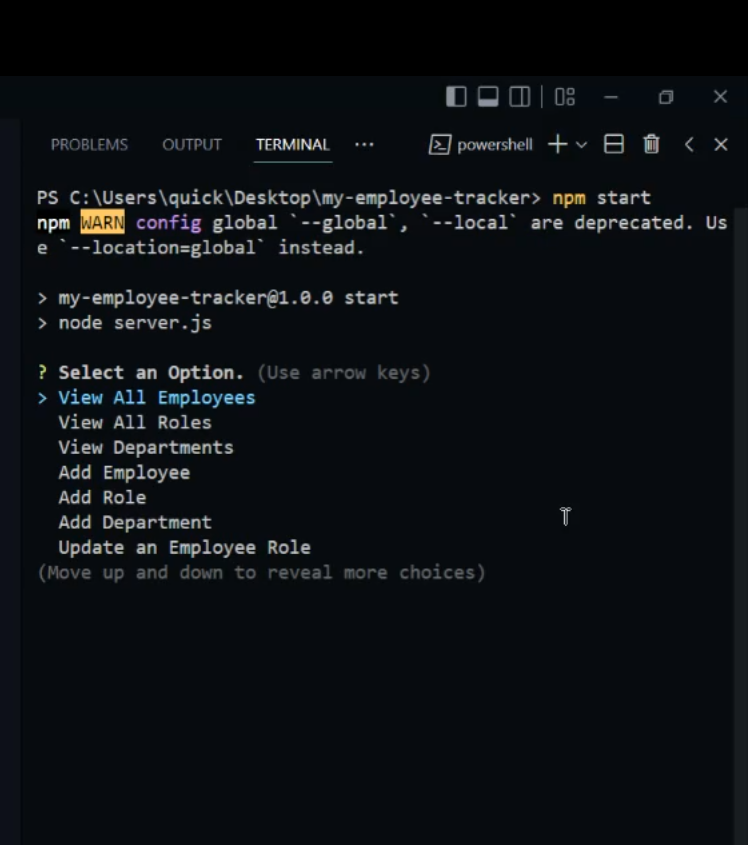 PROBLEMS OUTPUT TERMINAL ··· powershell
PS C:\Users\quick\Desktop\my-employee-tracker> npm start
npm WARN config global `--global`, `--local` are deprecated. Us
e `--location=global` instead.
> my-employee-tracker@1.0.0 start
> node server.js
? Select an Option. (Use arrow keys)
> View All Employees
View All Roles
View Departments
Add Employee
Add Role
Add Department
Update an Employee Role
(Move up and down to reveal more choices)